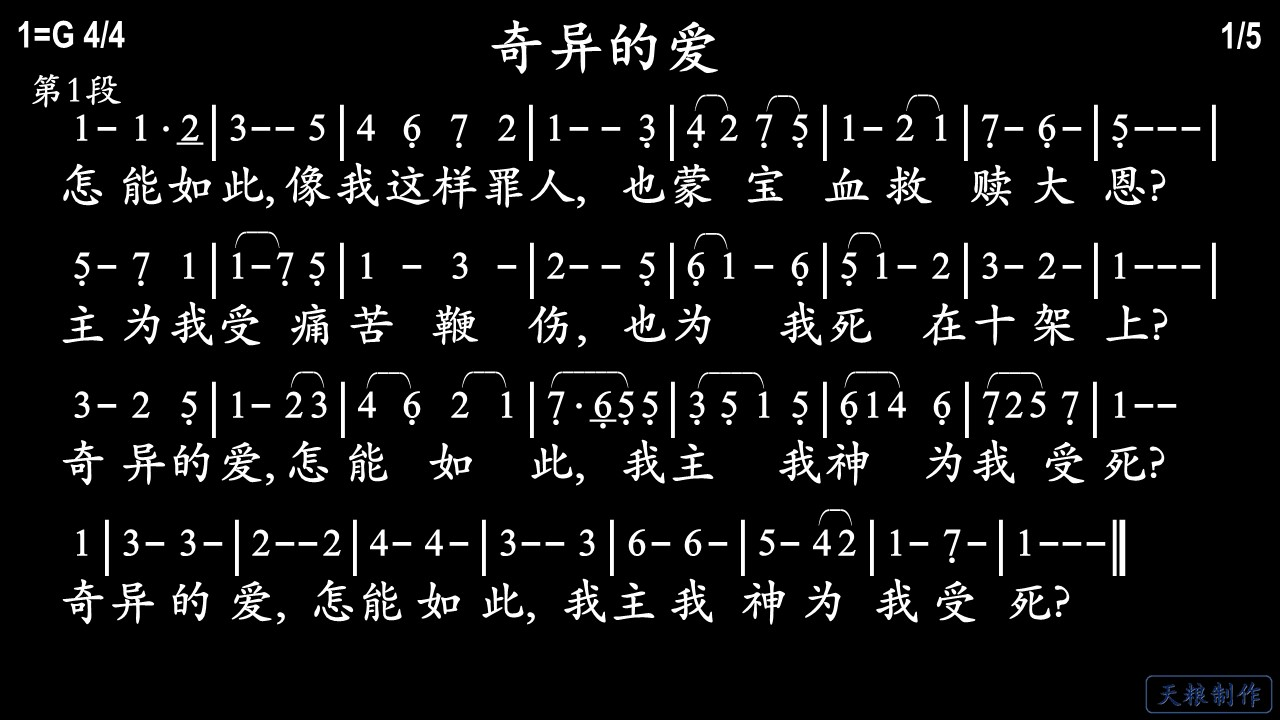 1=G 4/4
奇异的爱
1/5
第1段
1- 1·2|3--5|4 6 7 2|1--3|4 2 7 5|1-2 1|7-6-|5---|
怎能如此,像我这样罪人, 也蒙宝血救赎大恩?
5-7 1|1-7 5|1 - 3 -|2--5|6 1 - 6|5 1-2|3-2-|1---|
主为我受痛苦鞭伤, 也为我死在十架上?
3-2 5|1-2 3|4 6 2 1|7·6 5 5|3 5 1 5|6 1 4 6|7 2 5 7|1--
奇异的爱,怎能如此, 我主我神为我受死?
1|3-3-|2--2|4-4-|3--3|6-6-|5-4 2|1-7-|1---‖
奇异的爱, 怎能如此, 我主我神为我受死?
天粮制作